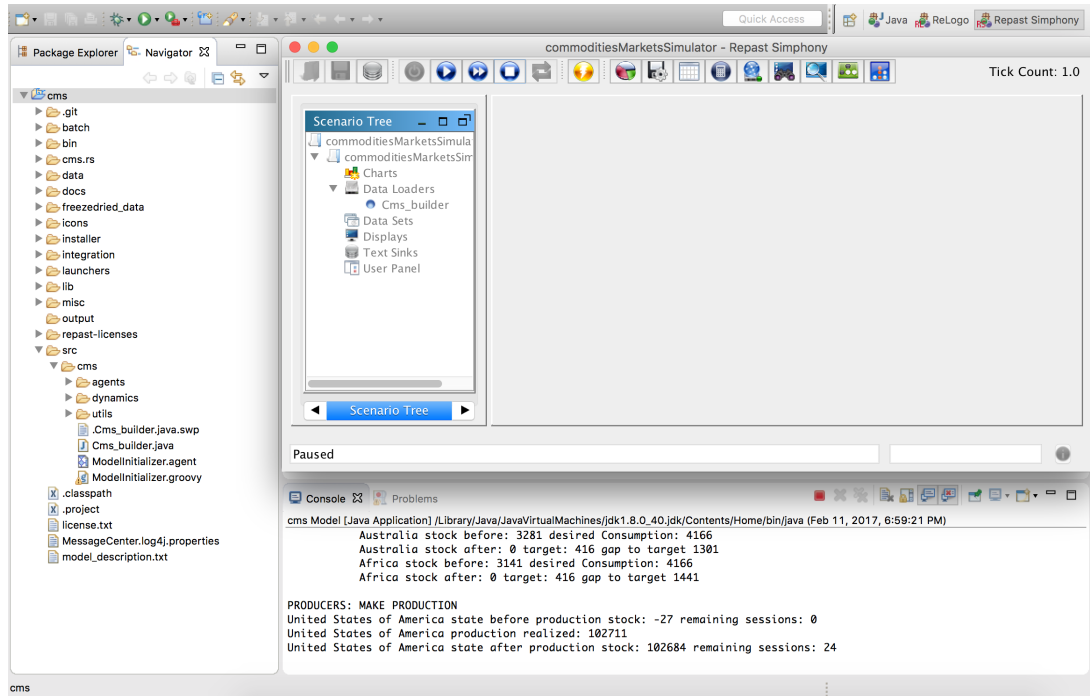 Quick Access
Java
ReLogo
Repast Simphony
Package Explorer
Navigator
cms
.git
batch
bin
cms.rs
data
docs
freezedried_data
icons
installer
integration
launchers
lib
misc
output
repast-licenses
src
cms
agents
dynamics
utils
.Cms_builder.java.swp
Cms_builder.java
ModelInitializer.agent
ModelInitializer.groovy
.classpath
.project
license.txt
MessageCenter.log4j.properties
model_description.txt
commoditiesMarketsSimulator - Repast Simphony
Tick Count: 1.0
Scenario Tree
commoditiesMarketsSimula
commoditiesMarketsSim
Charts
Data Loaders
Cms_builder
Data Sets
Displays
Text Sinks
User Panel
Scenario Tree
Paused
Console
Problems
cms Model [Java Application] /Library/Java/JavaVirtualMachines/jdk1.8.0_40.jdk/Contents/Home/bin/java (Feb 11, 2017, 6:59:21 PM)
Australia stock before: 3281 desired Consumption: 4166
Australia stock after: 0 target: 416 gap to target 1301
Africa stock before: 3141 desired Consumption: 4166
Africa stock after: 0 target: 416 gap to target 1441
PRODUCERS: MAKE PRODUCTION
United States of America state before production stock: -27 remaining sessions: 0
United States of America production realized: 102711
United States of America state after production stock: 102684 remaining sessions: 24
cms